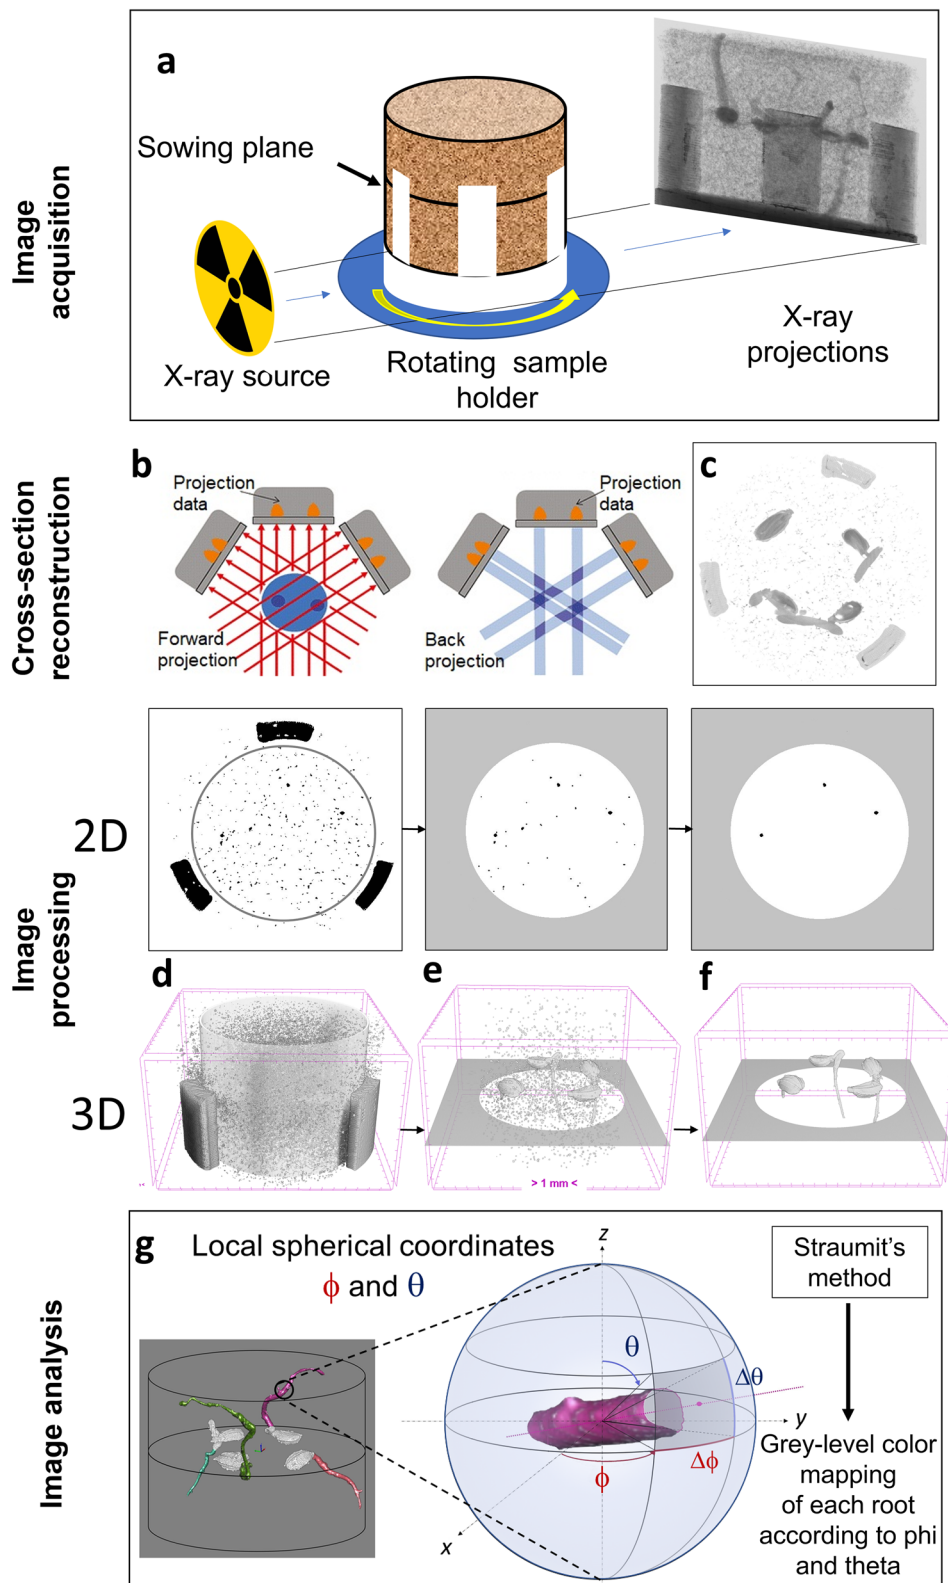 Image
acquisition
a
Sowing plane
X-ray source
Rotating sample
holder
X-ray
projections
Cross-section
reconstruction
b
Projection
data
Forward
projection
Projection
data
Back
projection
c
Image
processing
2D
d
e
f
3D
> 1 mm <
Image analysis
g
Local spherical coordinates
ϕ and θ
z
θ
Δθ
y
Δϕ
ϕ
x
Straumit's
method
Grey-level color
mapping
of each root
according to phi
and theta